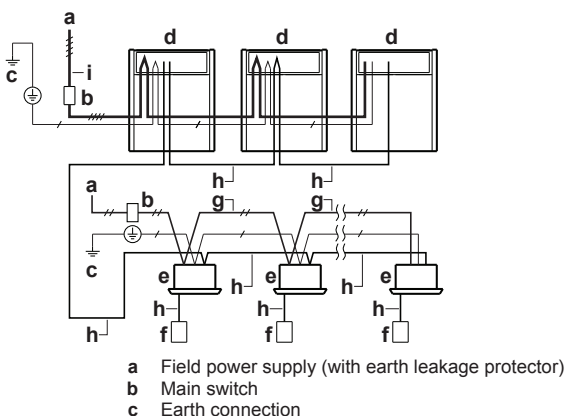 a
d d d
c
i
b
h h
a
b g g
c
e e e
h h
h h h
h f f f
a Field power supply (with earth leakage protector)
b Main switch
c Earth connection